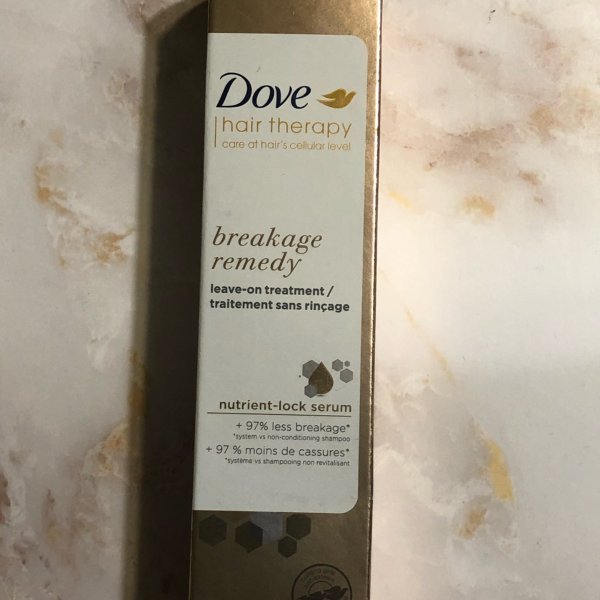 Dove
hair therapy
care at hair's cellular level
breakage
remedy
leave-on treatment /
traitement sans rinçage
nutrient-lock serum
+ 97% less breakage*
*system vs non-conditioning shampoo
+ 97 % moins de cassures*
*système vs shampooing non revitalisant